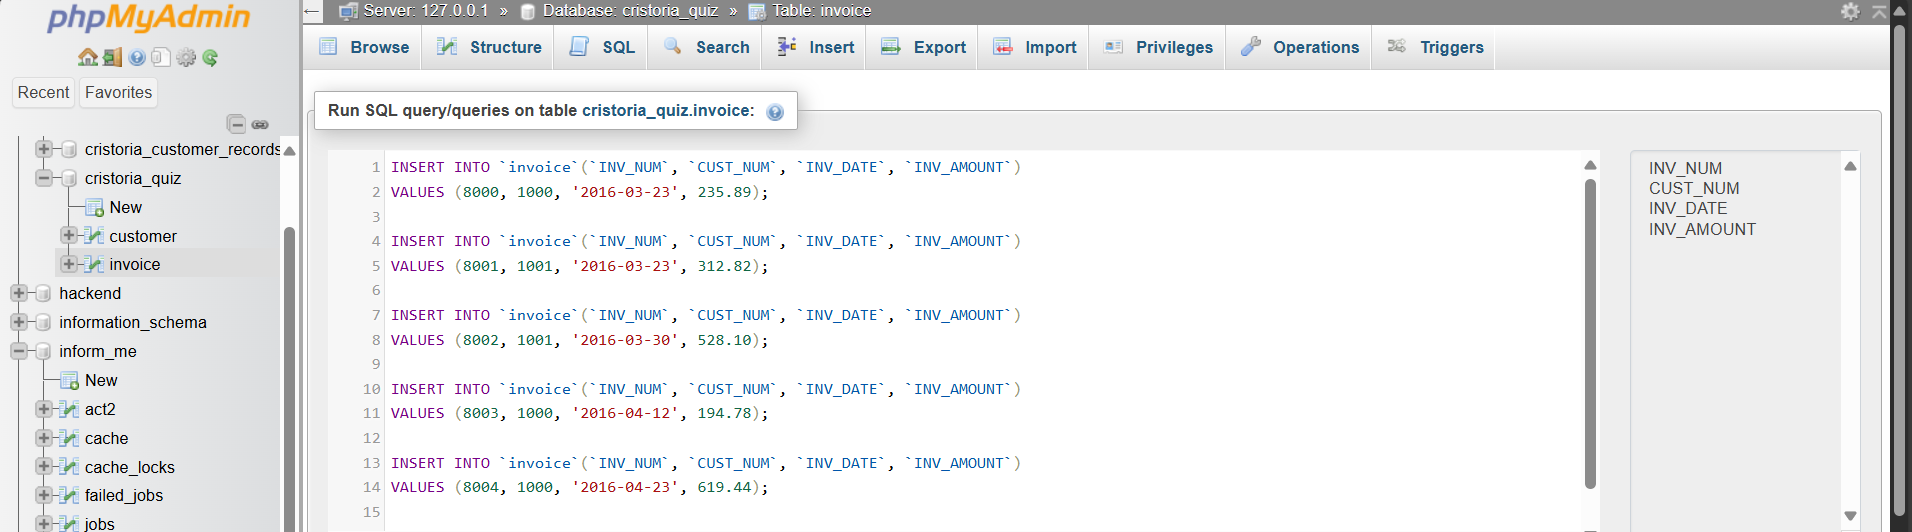 phpMyAdmin
Recent Favorites
cristoria_customer_records
cristoria_quiz
New
customer
invoice
hackend
information_schema
inform_me
New
act2
cache
cache_locks
failed_jobs
jobs
Server: 127.0.0.1 » Database: cristoria_quiz » Table: invoice
Browse Structure SQL Search Insert Export Import Privileges Operations Triggers
Run SQL query/queries on table cristoria_quiz.invoice:
1 INSERT INTO `invoice`(`INV_NUM`, `CUST_NUM`, `INV_DATE`, `INV_AMOUNT`)
2 VALUES (8000, 1000, '2016-03-23', 235.89);
3
4 INSERT INTO `invoice`(`INV_NUM`, `CUST_NUM`, `INV_DATE`, `INV_AMOUNT`)
5 VALUES (8001, 1001, '2016-03-23', 312.82);
6
7 INSERT INTO `invoice`(`INV_NUM`, `CUST_NUM`, `INV_DATE`, `INV_AMOUNT`)
8 VALUES (8002, 1001, '2016-03-30', 528.10);
9
10 INSERT INTO `invoice`(`INV_NUM`, `CUST_NUM`, `INV_DATE`, `INV_AMOUNT`)
11 VALUES (8003, 1000, '2016-04-12', 194.78);
12
13 INSERT INTO `invoice`(`INV_NUM`, `CUST_NUM`, `INV_DATE`, `INV_AMOUNT`)
14 VALUES (8004, 1000, '2016-04-23', 619.44);
15
INV_NUM
CUST_NUM
INV_DATE
INV_AMOUNT